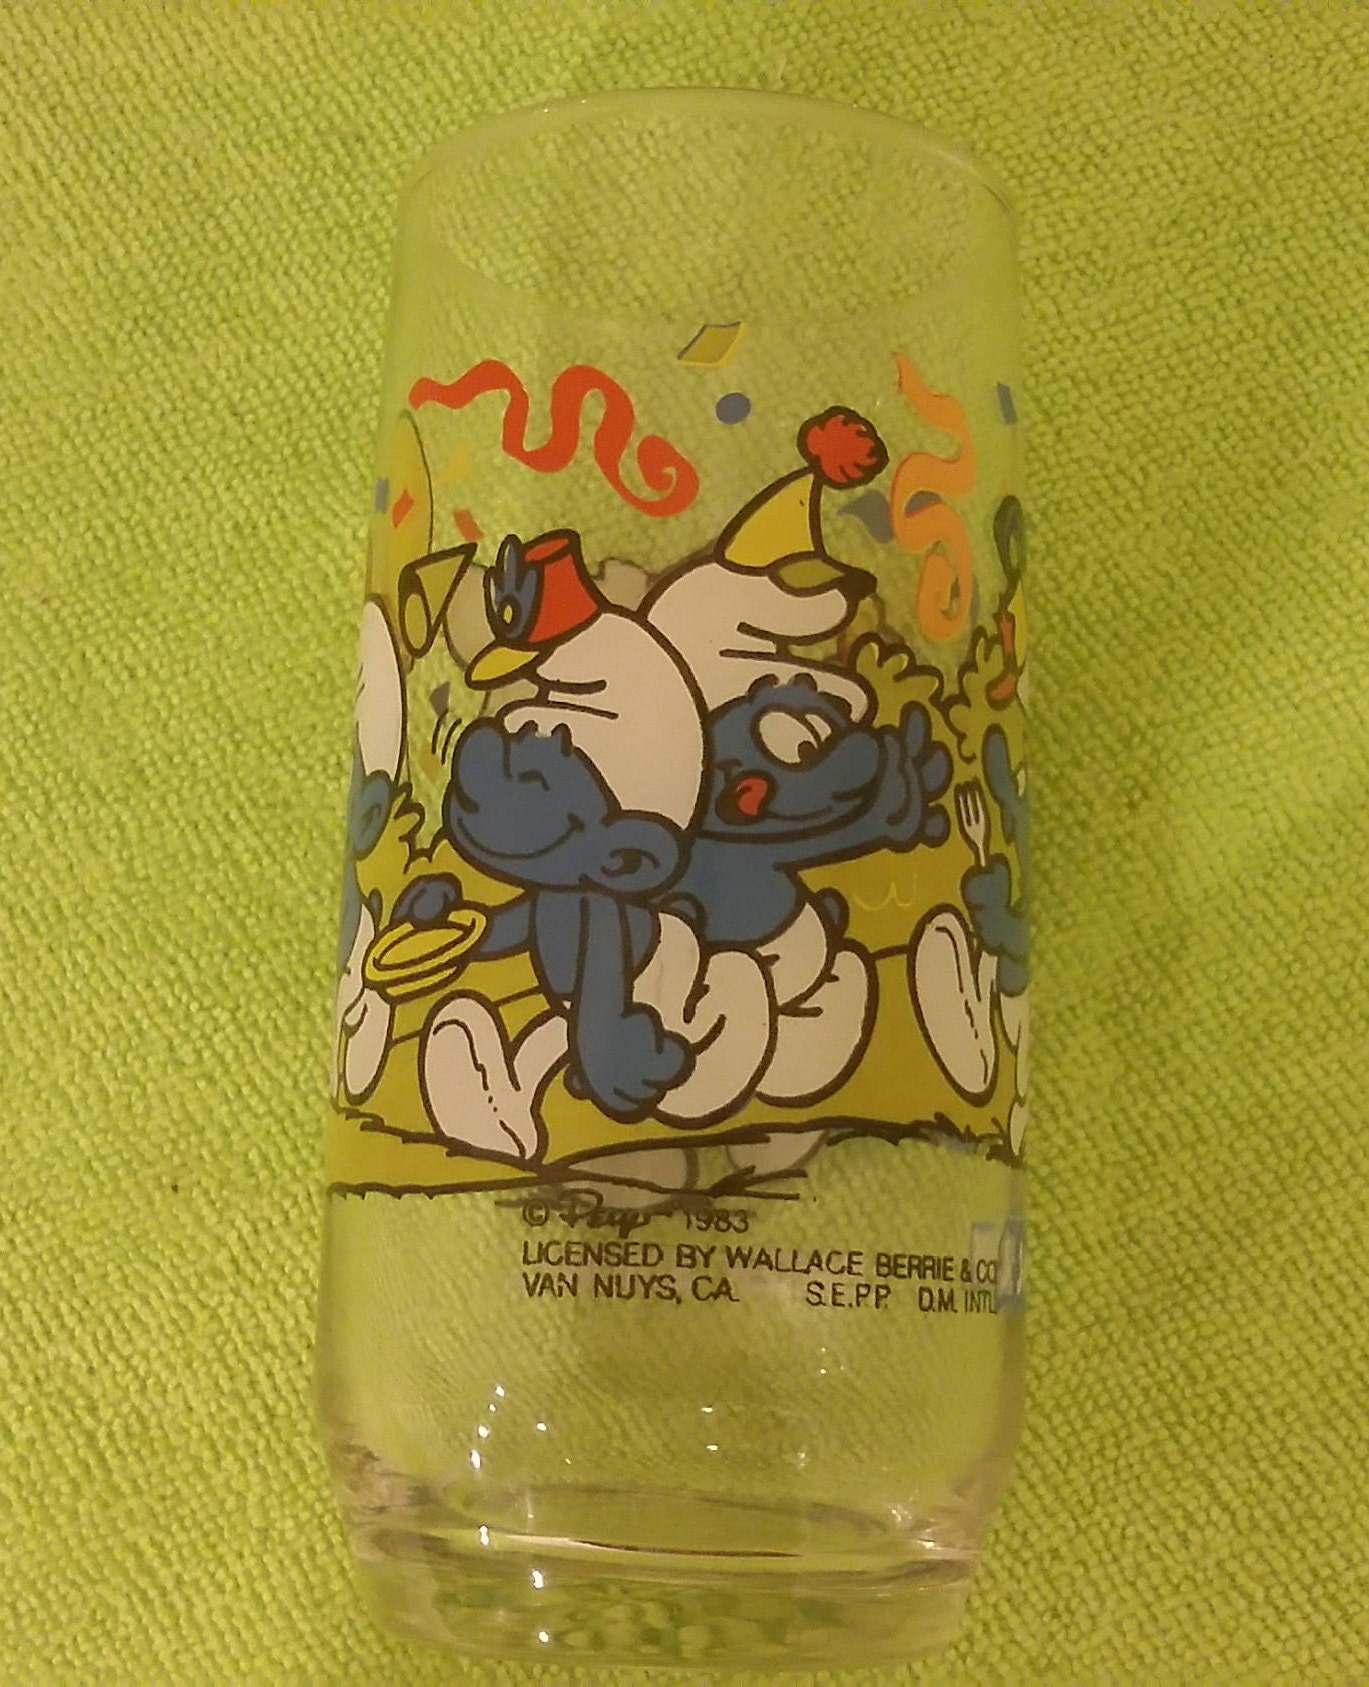 © Peyo 1983
LICENSED BY WALLACE BERRIE & CO
VAN NUYS, CA. S.E.P.P. D.M. INTL